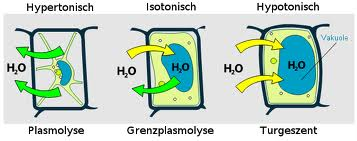 Hypertonisch
Isotonisch
Hypotonisch
H₂O
H₂O
H₂O
H₂O
H₂O
Vakuole
Plasmolyse
Grenzplasmolyse
Turgeszent